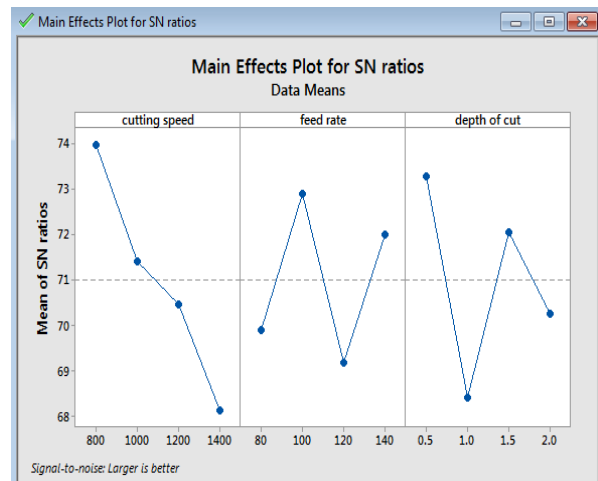 Main Effects Plot for SN ratios
Main Effects Plot for SN ratios
Data Means
cutting speed feed rate depth of cut
Mean of SN ratios
74
73
72
71
70
69
68
800 1000 1200 1400 80 100 120 140 0.5 1.0 1.5 2.0
Signal-to-noise: Larger is better